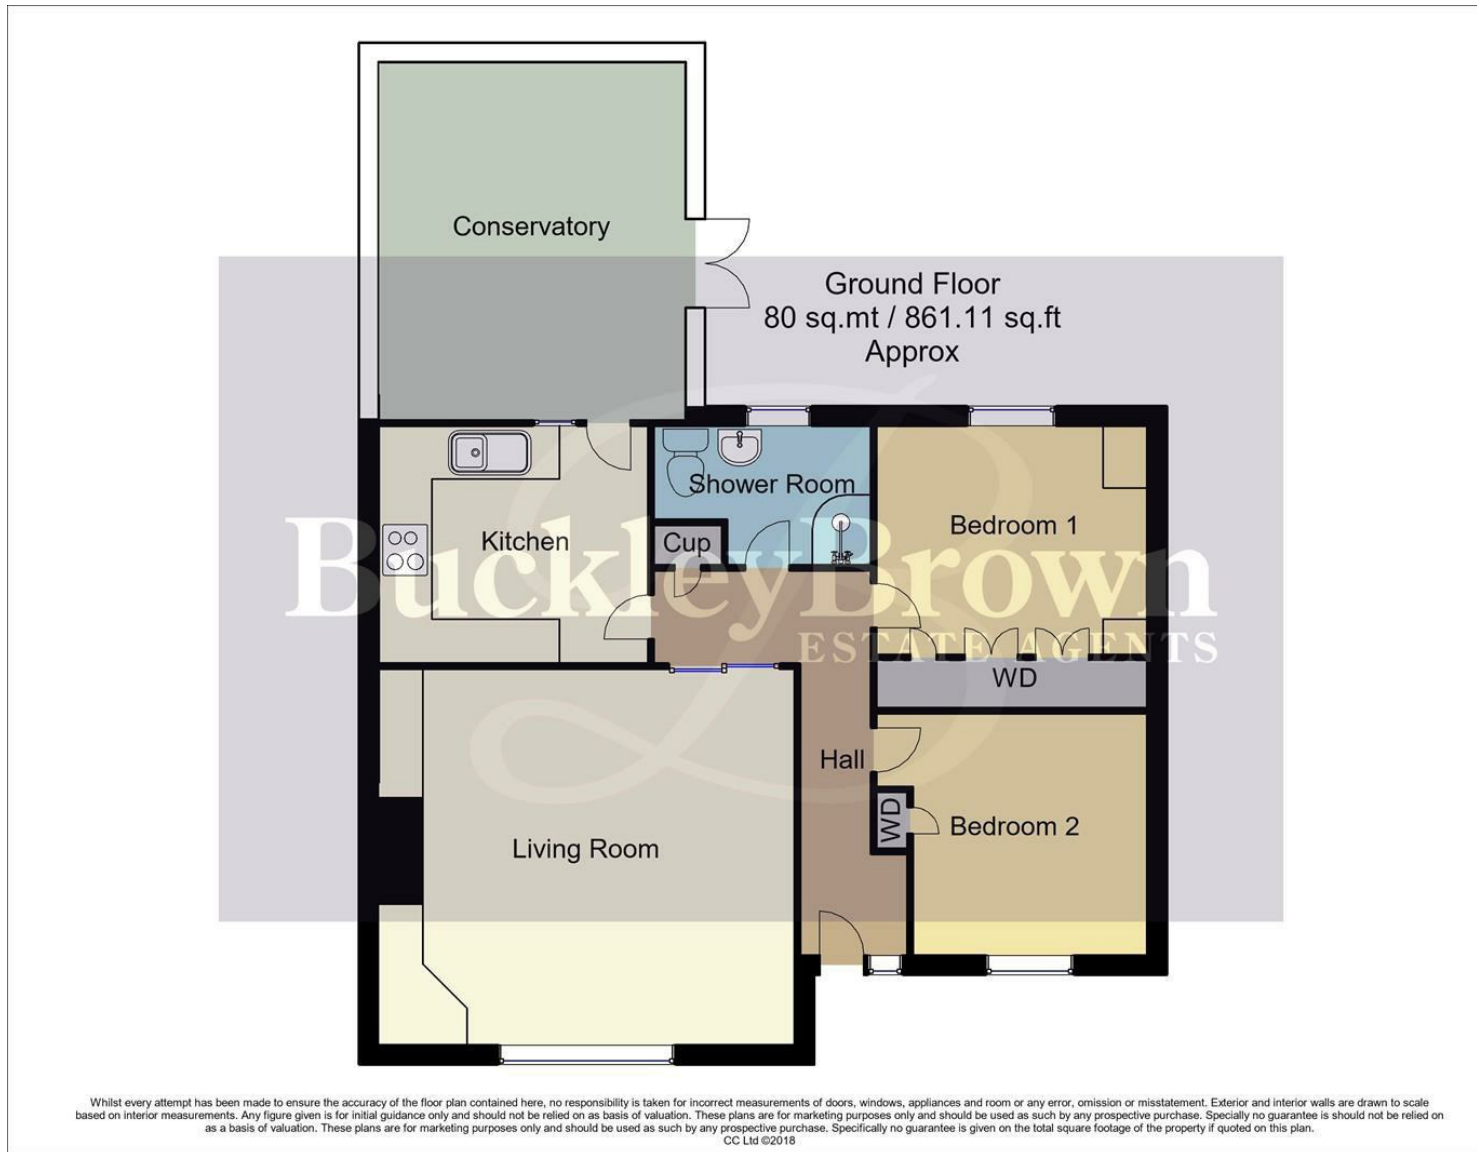 Conservatory
Ground Floor
80 sq.mt / 861.11 sq.ft
Approx
Shower Room
Bedroom 1
Kitchen
Cup
BuckleyBrown
ESTATE AGENTS
WD
Hall
WD
Bedroom 2
Living Room
Whilst every attempt has been made to ensure the accuracy of the floor plan contained here, no responsibility is taken for incorrect measurements of doors, windows, appliances and room or any error, omission or misstatement. Exterior and interior walls are drawn to scale
based on interior measurements. Any figure given is for initial guidance only and should not be relied on as basis of valuation. These plans are for marketing purposes only and should be used as such by any prospective purchase. Specially no guarantee is should not be relied on
as a basis of valuation. These plans are for marketing purposes only and should be used as such by any prospective purchase. Specifically no guarantee is given on the total square footage of the property if quoted on this plan.
CC Ltd ©2018